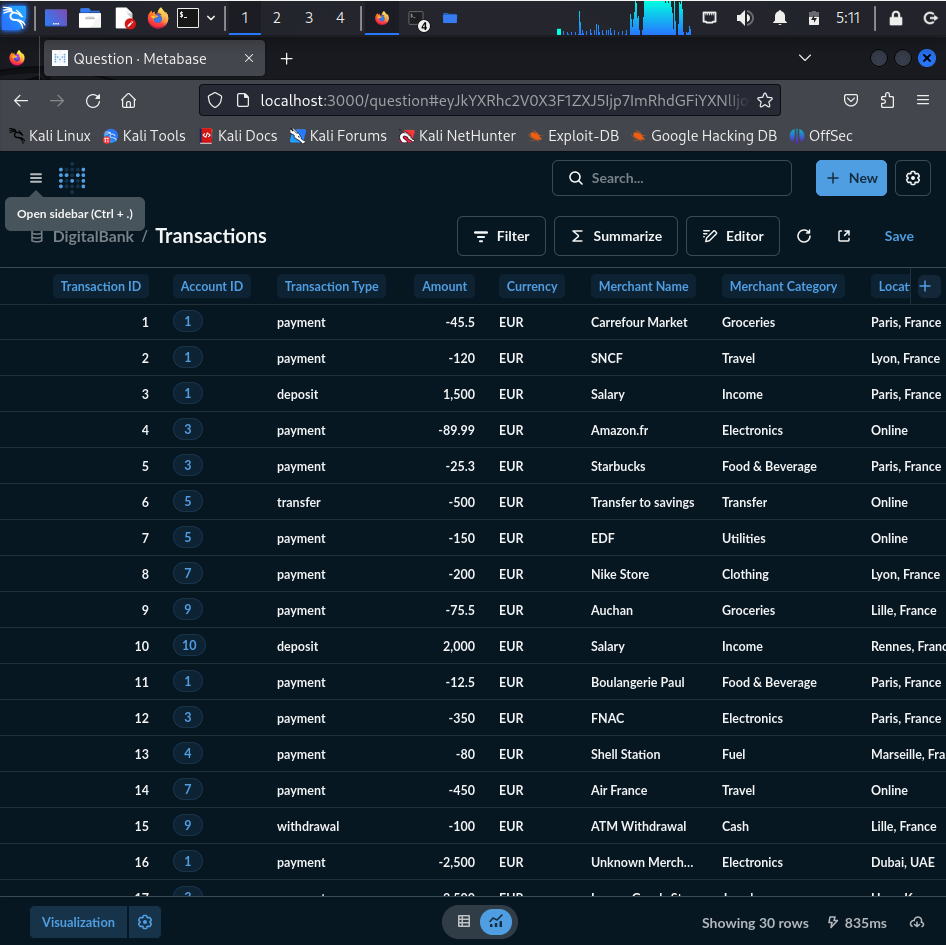 1 2 3 4 4 5:11
Question · Metabase
localhost:3000/question#eyJkYXRhc2V0X3F1ZXJ5Ijp7ImRhdGFiYXNlIjo
Kali Linux Kali Tools Kali Docs Kali Forums Kali NetHunter Exploit-DB Google Hacking DB OffSec
Search... + New
Open sidebar (Ctrl + .)
DigitalBank / Transactions Filter Summarize Editor Save
Transaction ID Account ID Transaction Type Amount Currency Merchant Name Merchant Category Locat +
1 1 payment -45.5 EUR Carrefour Market Groceries Paris, France
2 1 payment -120 EUR SNCF Travel Lyon, France
3 1 deposit 1,500 EUR Salary Income Paris, France
4 3 payment -89.99 EUR Amazon.fr Electronics Online
5 3 payment -25.3 EUR Starbucks Food & Beverage Paris, France
6 5 transfer -500 EUR Transfer to savings Transfer Online
7 5 payment -150 EUR EDF Utilities Online
8 7 payment -200 EUR Nike Store Clothing Lyon, France
9 9 payment -75.5 EUR Auchan Groceries Lille, France
10 10 deposit 2,000 EUR Salary Income Rennes, Franc
11 1 payment -12.5 EUR Boulangerie Paul Food & Beverage Paris, France
12 3 payment -350 EUR FNAC Electronics Paris, France
13 4 payment -80 EUR Shell Station Fuel Marseille, Fra
14 7 payment -450 EUR Air France Travel Online
15 9 withdrawal -100 EUR ATM Withdrawal Cash Lille, France
16 1 payment -2,500 EUR Unknown Merch... Electronics Dubai, UAE
Visualization Showing 30 rows 835ms